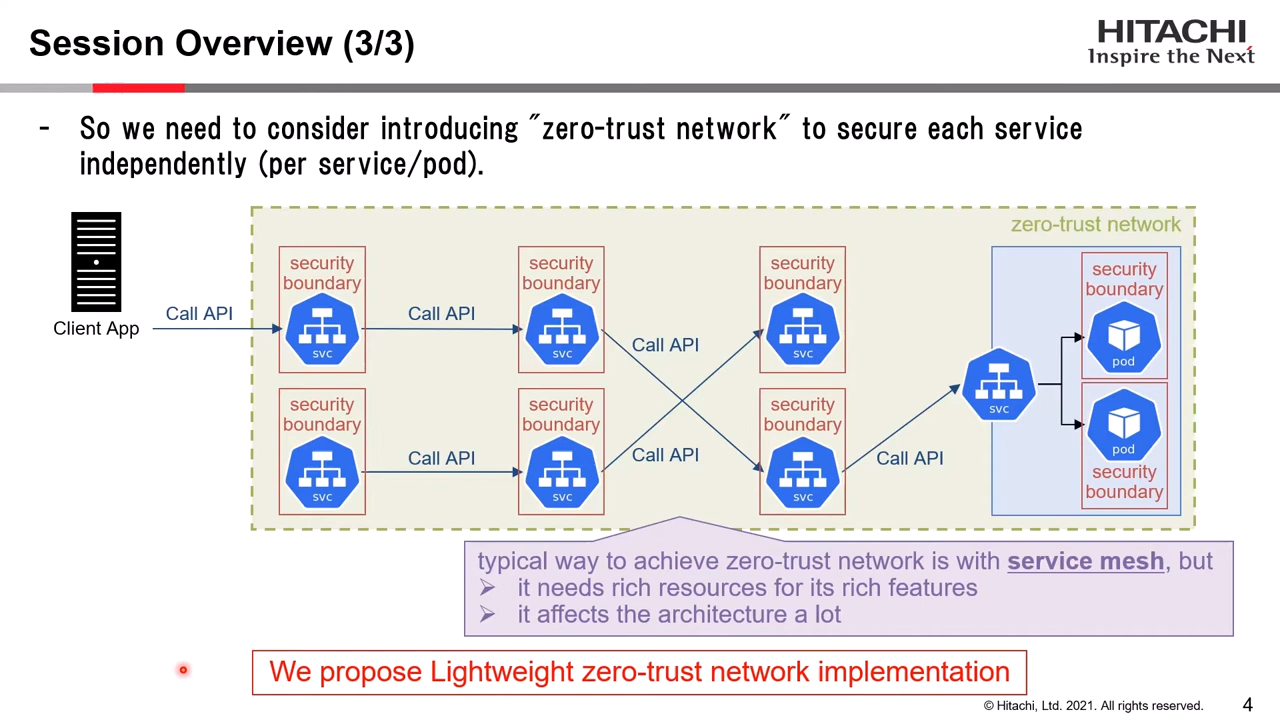 Session Overview (3/3)
HITACHI
Inspire the Next
- So we need to consider introducing "zero-trust network" to secure each service
independently (per service/pod).
zero-trust network
security
boundary
svc
security
boundary
svc
security
boundary
svc
security
boundary
pod
Client App
Call API
Call API
Call API
svc
security
boundary
svc
security
boundary
svc
security
boundary
svc
pod
security
boundary
Call API
Call API
Call API
typical way to achieve zero-trust network is with service mesh, but
➢ it needs rich resources for its rich features
➢ it affects the architecture a lot
We propose Lightweight zero-trust network implementation
© Hitachi, Ltd. 2021. All rights reserved.
4